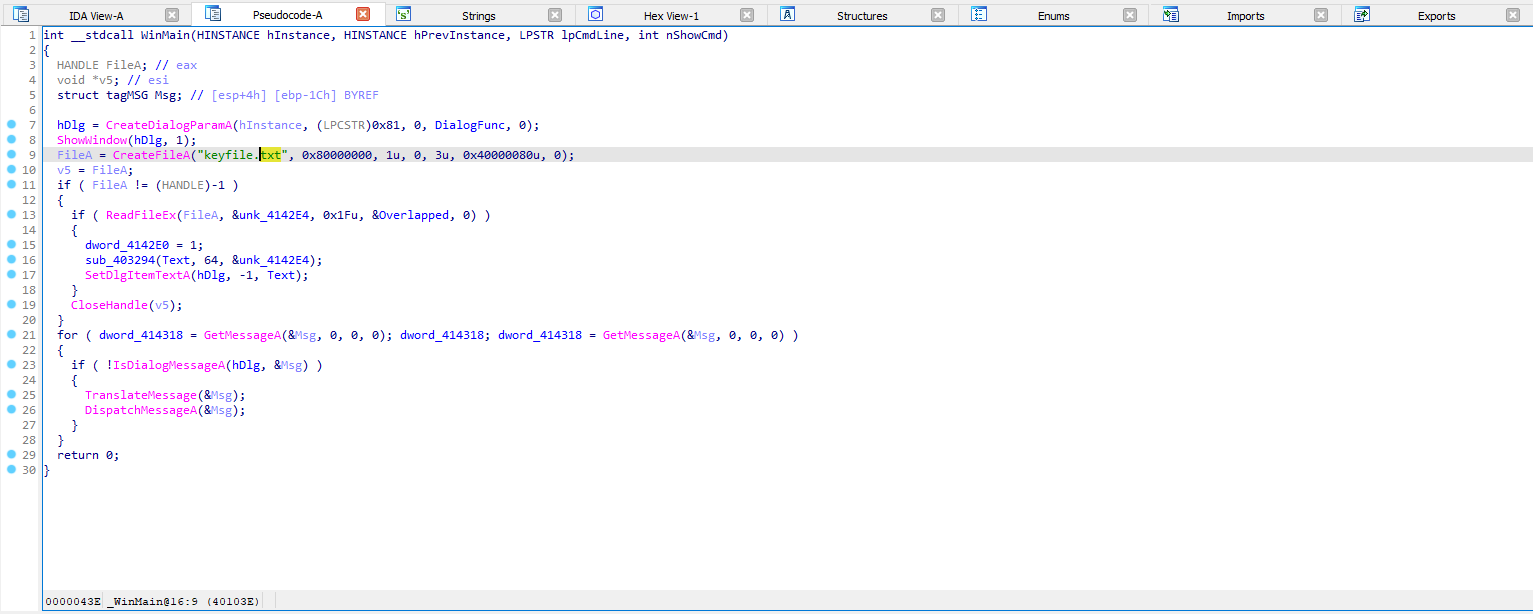 IDA View-A Pseudocode-A Strings Hex View-1 Structures Enums Imports Exports
1 int __stdcall WinMain(HINSTANCE hInstance, HINSTANCE hPrevInstance, LPSTR lpCmdLine, int nShowCmd)
2 {
3 HANDLE FileA; // eax
4 void *v5; // esi
5 struct tagMSG Msg; // [esp+4h] [ebp-1Ch] BYREF
6
7 hDlg = CreateDialogParamA(hInstance, (LPCSTR)0x81, 0, DialogFunc, 0);
8 ShowWindow(hDlg, 1);
9 FileA = CreateFileA("keyfile.txt", 0x80000000, 1u, 0, 3u, 0x40000080u, 0);
10 v5 = FileA;
11 if ( FileA != (HANDLE)-1 )
12 {
13 if ( ReadFileEx(FileA, &unk_4142E4, 0x1Fu, &Overlapped, 0) )
14 {
15 dword_4142E0 = 1;
16 sub_403294(Text, 64, &unk_4142E4);
17 SetDlgItemTextA(hDlg, -1, Text);
18 }
19 CloseHandle(v5);
20 }
21 for ( dword_414318 = GetMessageA(&Msg, 0, 0, 0); dword_414318; dword_414318 = GetMessageA(&Msg, 0, 0, 0) )
22 {
23 if ( !IsDialogMessageA(hDlg, &Msg) )
24 {
25 TranslateMessage(&Msg);
26 DispatchMessageA(&Msg);
27 }
28 }
29 return 0;
30 }
0000043E _WinMain@16:9 (40103E)